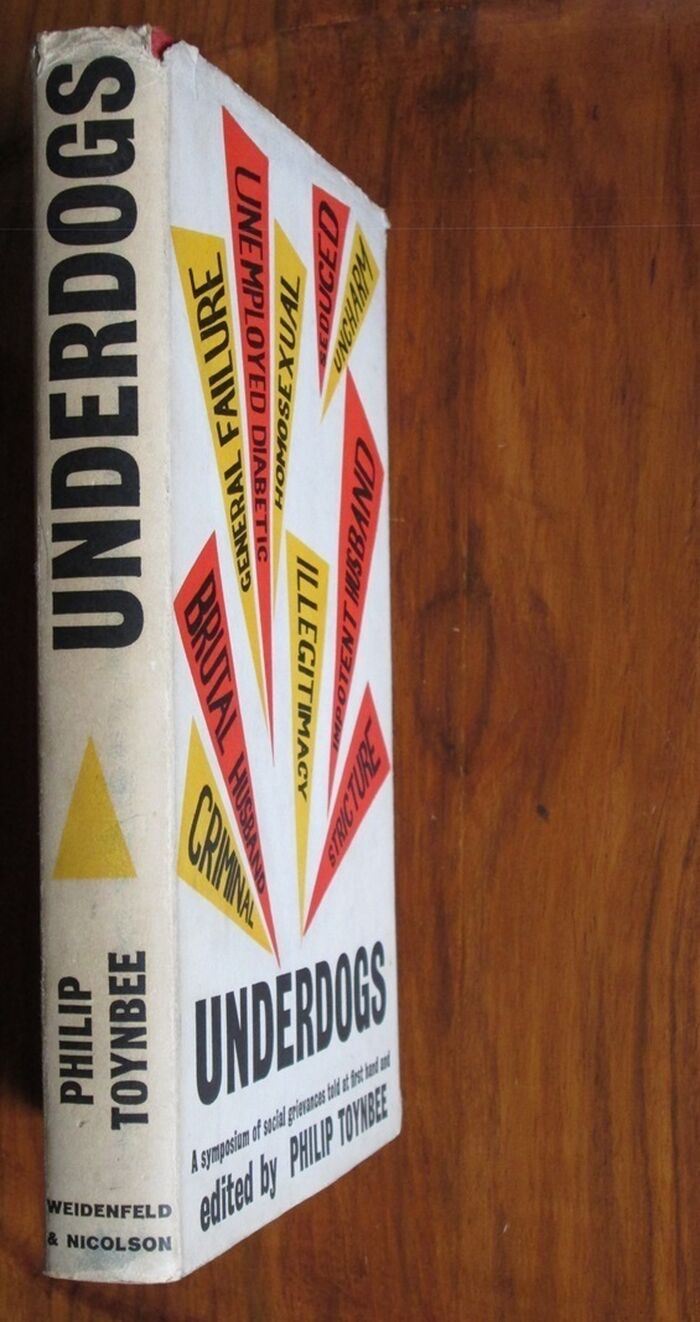 UNDERDOGS
PHILIP
TOYNBEE
WEIDENFELD
& NICOLSON
GENERAL FAILURE
UNEMPLOYED DIABETIC
HOMOSEXUAL
SEDUCED
UNCHARM
IMPOTENT HUSBAND
ILLEGITIMACY
BRUTAL HUSBAND
CRIMINAL
STRICTURE
UNDERDOGS
A symposium of social grievances told at first hand and
edited by PHILIP TOYNBEE